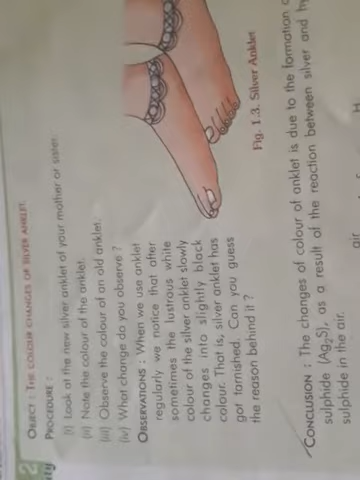 2
OBJECT : THE COLOUR CHANGES OF SILVER ANKLET.
PROCEDURE :
(i) Look at the new silver anklet of your mother or sister.
(ii) Note the colour of the anklet.
(iii) Observe the colour of an old anklet.
(iv) What change do you observe ?
OBSERVATIONS : When we use anklet
regularly we notice that after
sometimes the lustrous white
colour of the silver anklet slowly
changes into slightly black
colour. That is, silver anklet has
got tarnished. Can you guess
the reason behind it ?
Fig. 1.3. Silver Anklet
CONCLUSION : The changes of colour of anklet is due to the formation
sulphide (Ag₂S), as a result of the reaction between silver and
sulphide in the air.
air
H